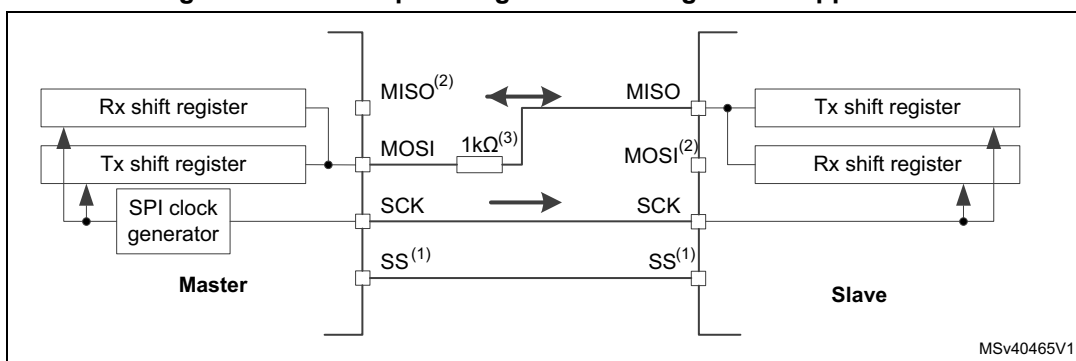 MISO(2)
MISO
Rx shift register
Tx shift register
MOSI
1kΩ(3)
MOSI(2)
Tx shift register
Rx shift register
SPI clock
generator
SCK
SCK
SS(1)
SS(1)
Master
Slave
MSv40465V1